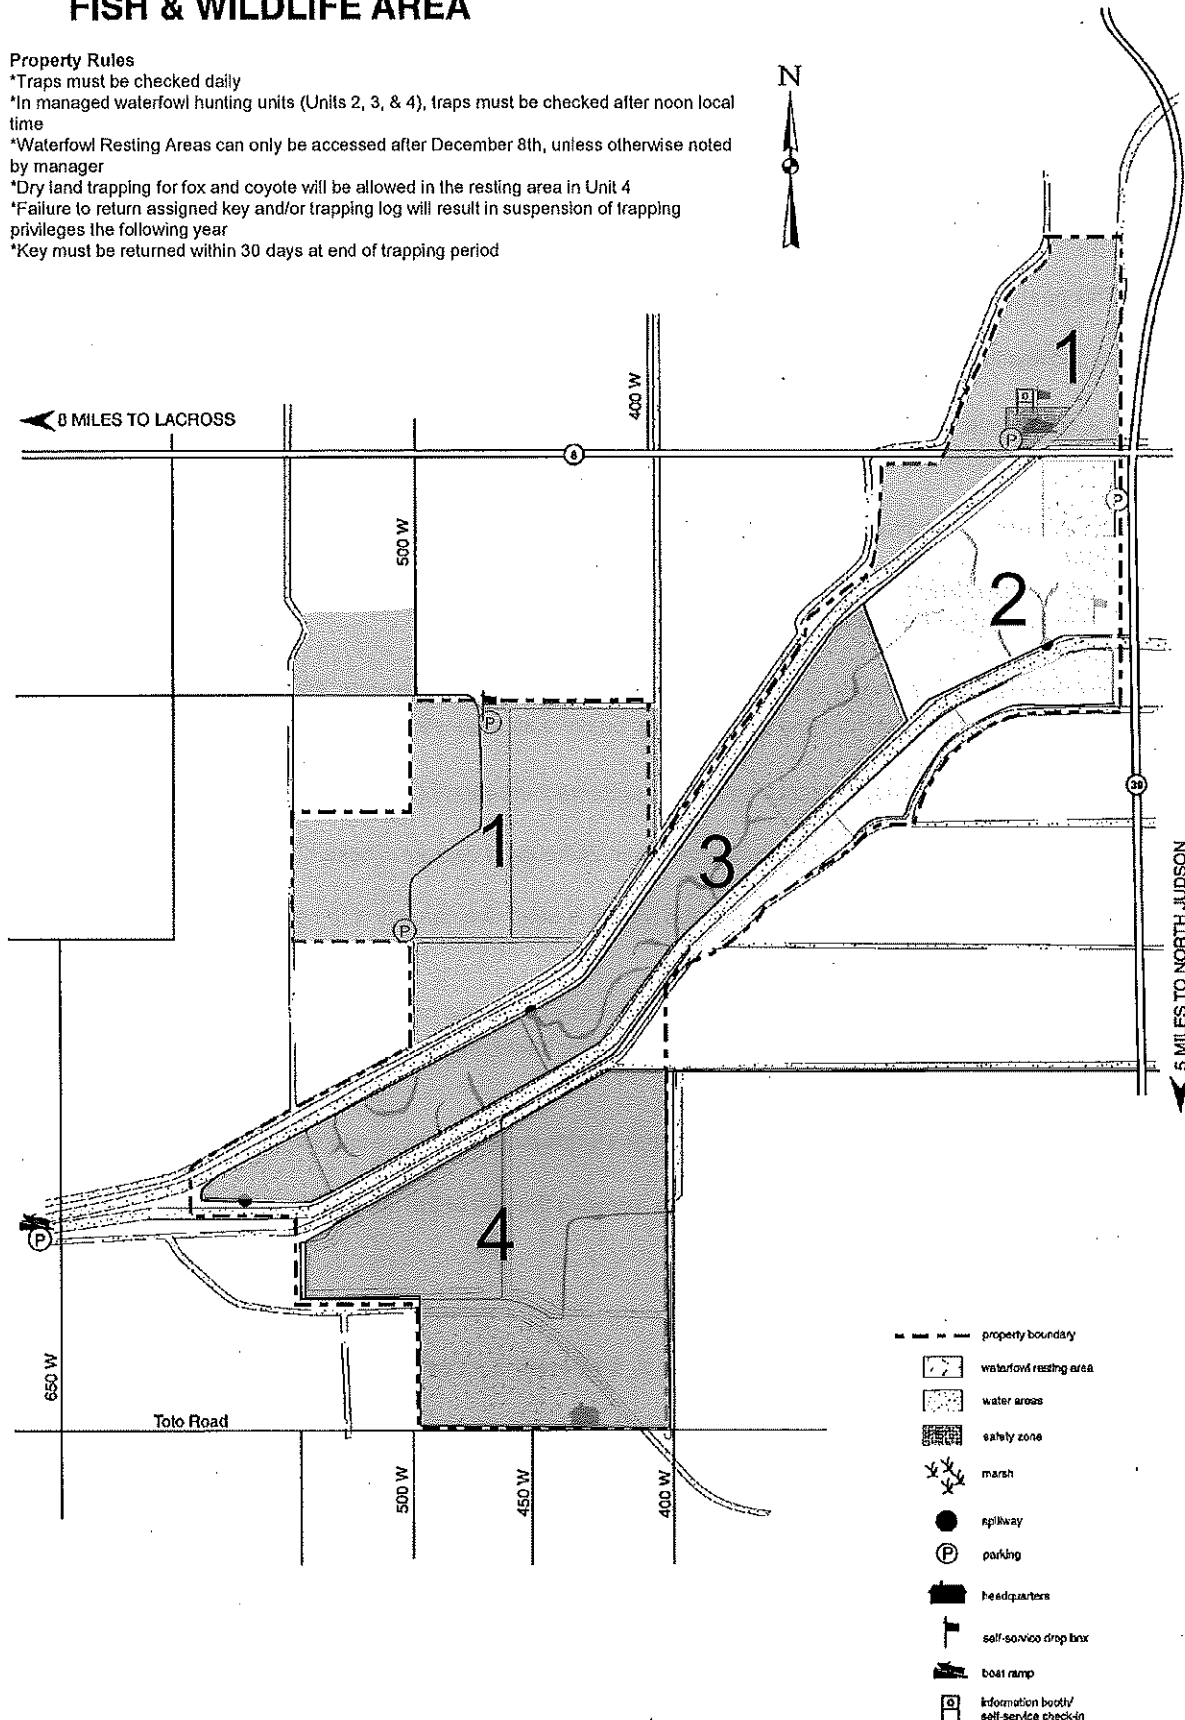 FISH & WILDLIFE AREA
Property Rules
*Traps must be checked daily
*In managed waterfowl hunting units (Units 2, 3, & 4), traps must be checked after noon local
time
*Waterfowl Resting Areas can only be accessed after December 8th, unless otherwise noted
by manager
*Dry land trapping for fox and coyote will be allowed in the resting area in Unit 4
*Failure to return assigned key and/or trapping log will result in suspension of trapping
privileges the following year
*Key must be returned within 30 days at end of trapping period
N
1
400 W
8 MILES TO LACROSS
P
8
P
500 W
2
P
39
1
3
5 MILES TO NORTH JUDSON
P
4
P
650 W
Toto Road
500 W
450 W
400 W
property boundary
waterfowl resting area
water areas
safety zone
marsh
spillway
P parking
headquarters
self-service drop box
boat ramp
information booth/
self-service check-in